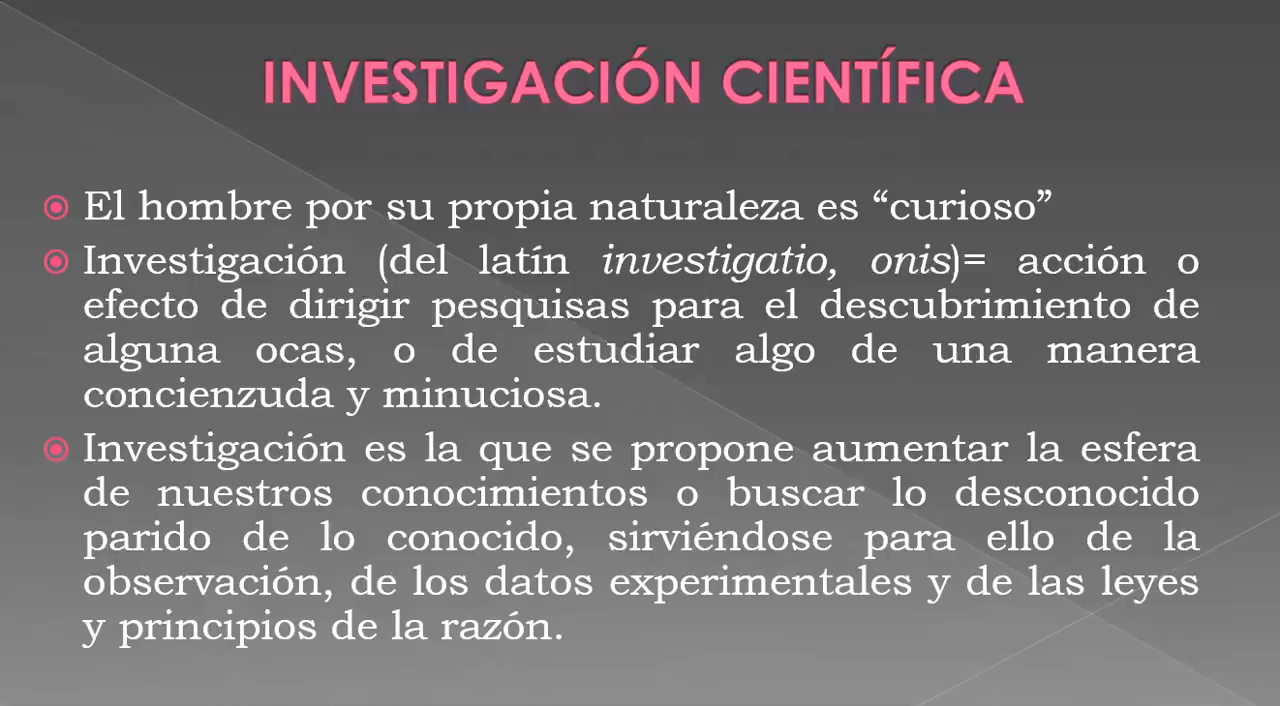 INVESTIGACIÓN CIENTÍFICA
El hombre por su propia naturaleza es “curioso”
Investigación (del latín investigatio, onis)= acción o
efecto de dirigir pesquisas para el descubrimiento de
alguna ocas, o de estudiar algo de una manera
concienzuda y minuciosa.
Investigación es la que se propone aumentar la esfera
de nuestros conocimientos o buscar lo desconocido
parido de lo conocido, sirviéndose para ello de la
observación, de los datos experimentales y de las leyes
y principios de la razón.